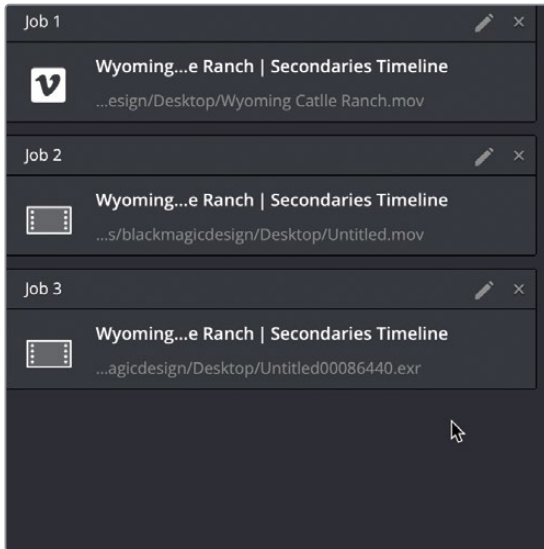 Job 1
Wyoming...e Ranch | Secondaries Timeline
...esign/Desktop/Wyoming Catlle Ranch.mov
Job 2
Wyoming...e Ranch | Secondaries Timeline
...s/blackmagicdesign/Desktop/Untitled.mov
Job 3
Wyoming...e Ranch | Secondaries Timeline
...agicdesign/Desktop/Untitled00086440.exr